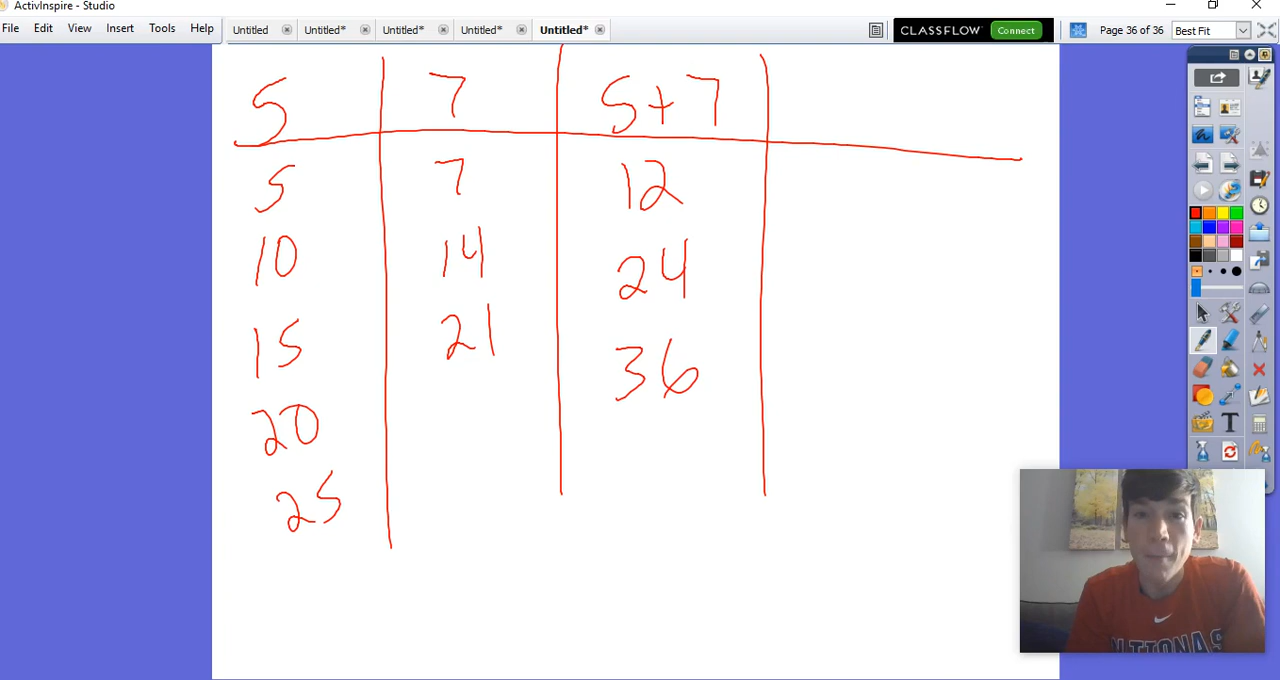 ActivInspire - Studio
File Edit View Insert Tools Help
Untitled Untitled* Untitled* Untitled* Untitled*
CLASSFLOW Connect
Page 36 of 36 Best Fit
5 7 5+7
5 7 12
10 14 24
15 21 36
20
25
T